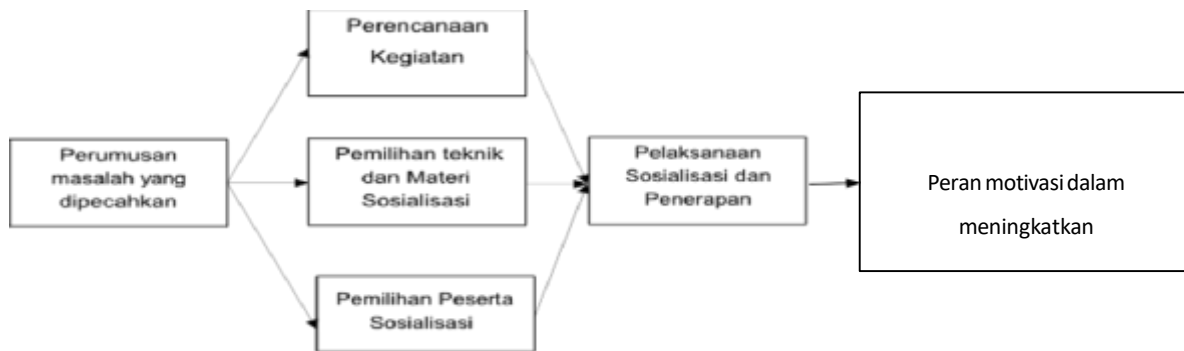 Perumusan
masalah yang
dipecahkan
Perencanaan
Kegiatan
Pemilihan teknik
dan Materi
Sosialisasi
Pemilihan Peserta
Sosialisasi
Pelaksanaan
Sosialisasi dan
Penerapan
Peran motivasi dalam
meningkatkan